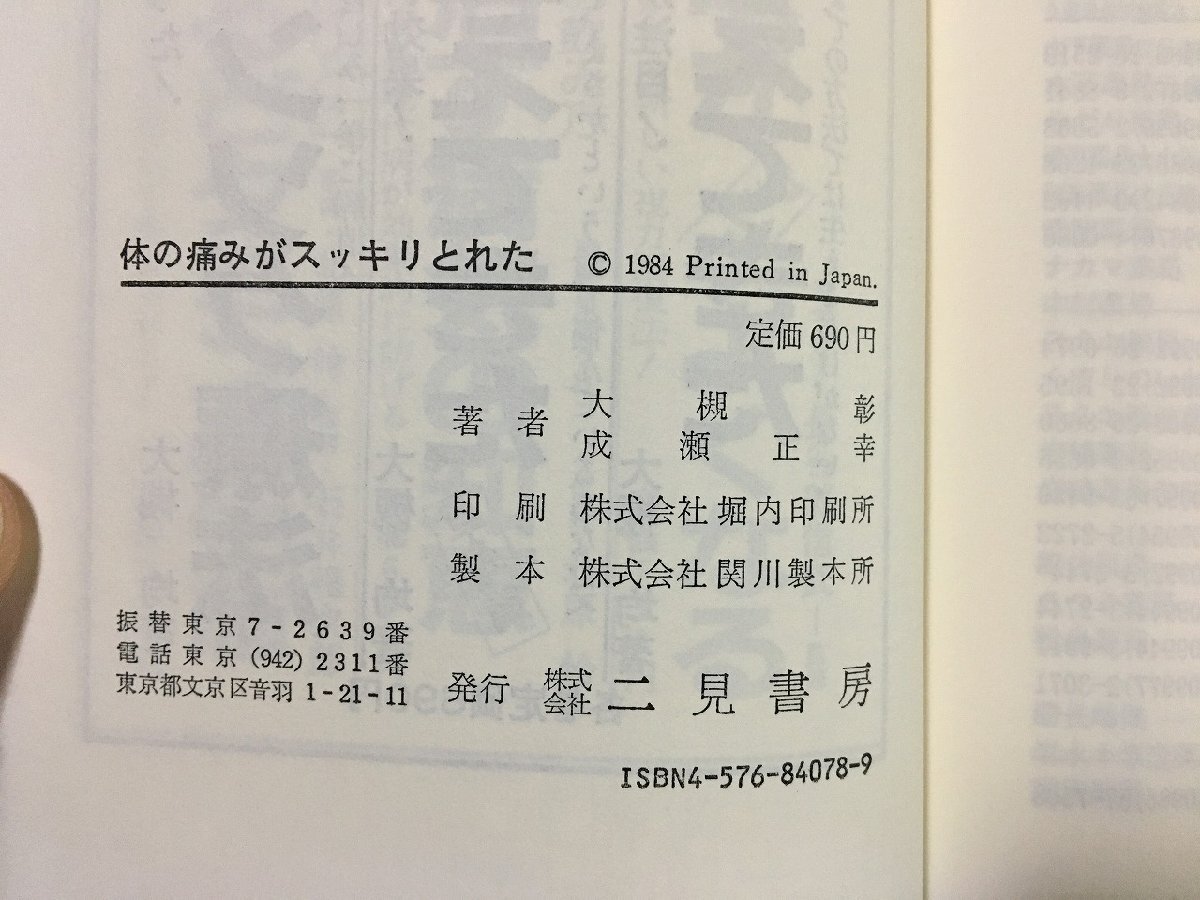 体の痛みがスッキリとれた © 1984 Printed in Japan.
定価690円
著者 大槻彰
成瀬正幸
印刷 株式会社堀内印刷所
製本 株式会社関川製本所
振替東京7-2639番
電話東京(942)2311番
東京都文京区音羽1-21-11
発行 株式会社 二見書房
ISBN4-576-84078-9